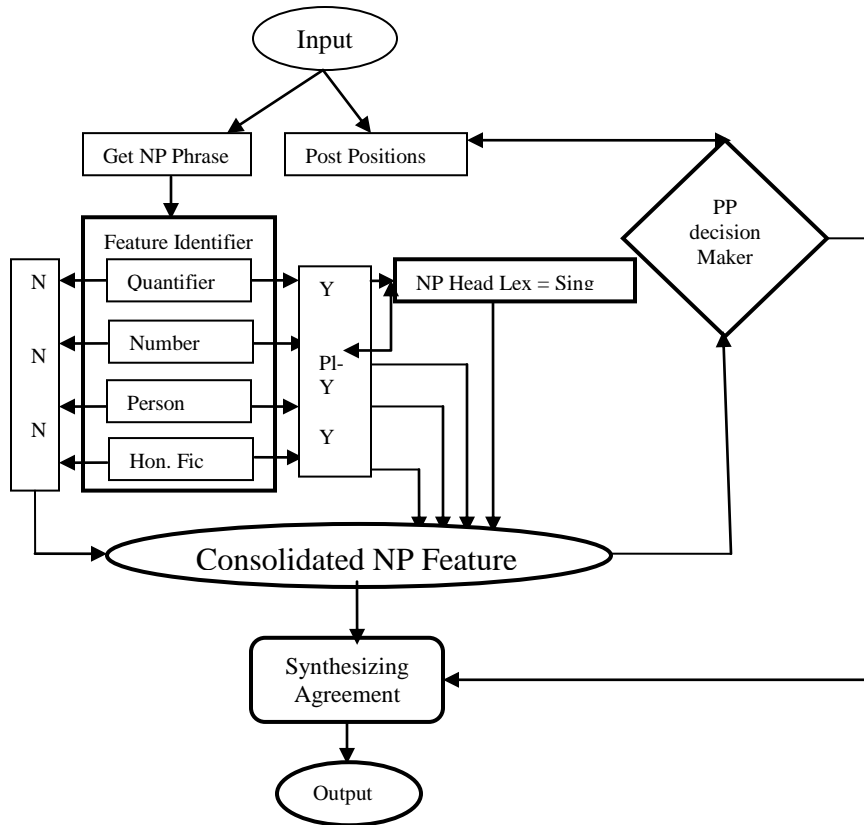 Input
Get NP Phrase
Post Positions
PP
decision
Maker
Feature Identifier
N
Quantifier
Y
NP Head Lex = Sing
N
Number
Pl-
Y
N
Person
Y
Hon. Fic
Consolidated NP Feature
Synthesizing
Agreement
Output